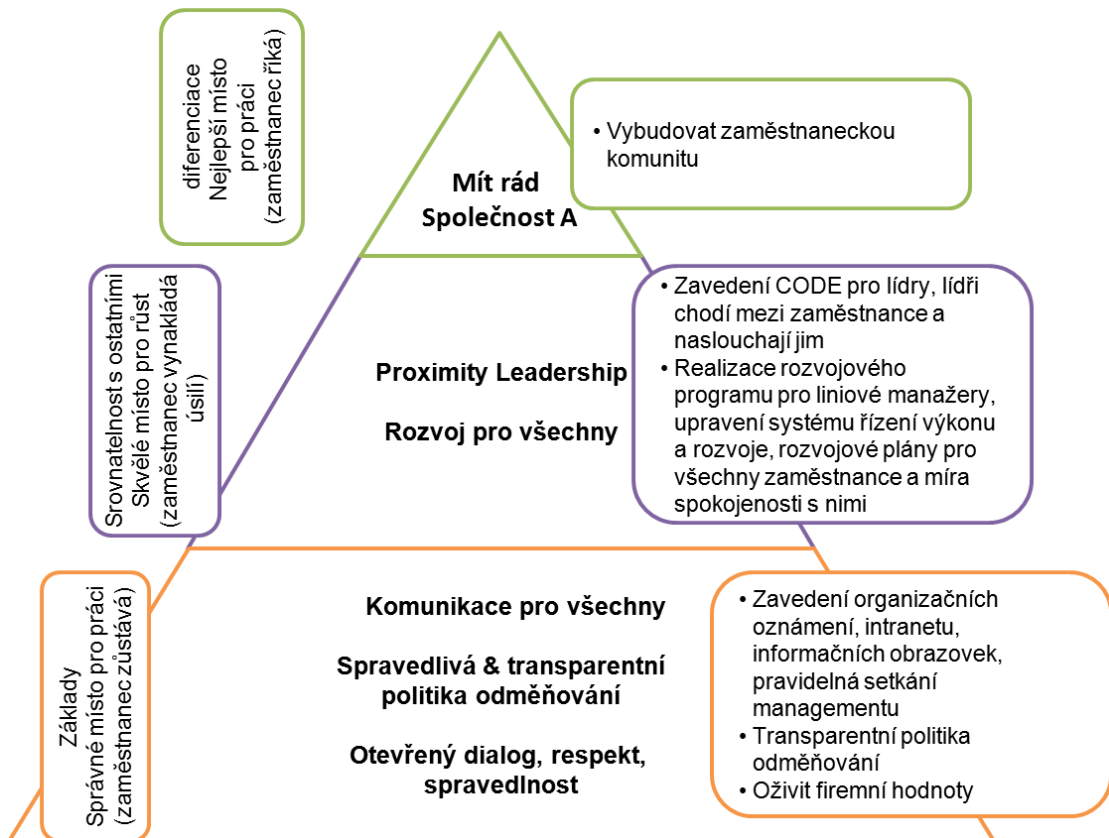 diferenciace
Nejlepší místo
pro práci
(zaměstnanec říká)
Mít rád
Společnost A
• Vybudovat zaměstnaneckou
komunitu
Srovnatelnost s ostatními
Skvělé místo pro růst
(zaměstnanec vynakládá
úsilí)
Proximity Leadership
Rozvoj pro všechny
• Zavedení CODE pro lídry, lídři
chodí mezi zaměstnance a
naslouchají jim
• Realizace rozvojového
programu pro liniové manažery,
upravení systému řízení výkonu
a rozvoje, rozvojové plány pro
všechny zaměstnance a míra
spokojenosti s nimi
Základy
Správné místo pro práci
(zaměstnanec zůstává)
Komunikace pro všechny
Spravedlivá & transparentní
politika odměňování
Otevřený dialog, respekt,
spravedlnost
• Zavedení organizačních
oznámení, intranetu,
informačních obrazovek,
pravidelná setkání
managementu
• Transparentní politika
odměňování
• Oživit firemní hodnoty